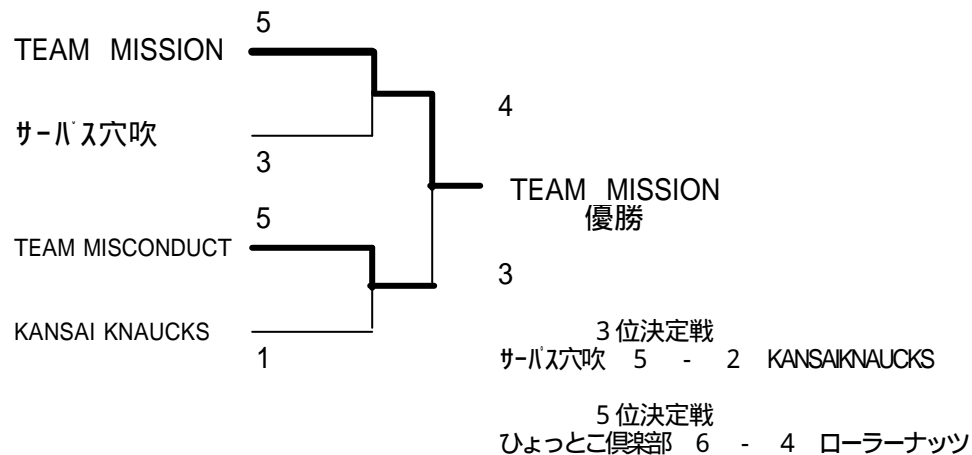 5
TEAM MISSION
4
サーパス穴吹
3
TEAM MISSION
優勝
5
TEAM MISCONDUCT
3
KANSAI KNAUCKS
1
3位決定戦
サーパス穴吹 5 - 2 KANSAIKNAUCKS
5位決定戦
ひょっとこ倶楽部 6 - 4 ローラーナッツ